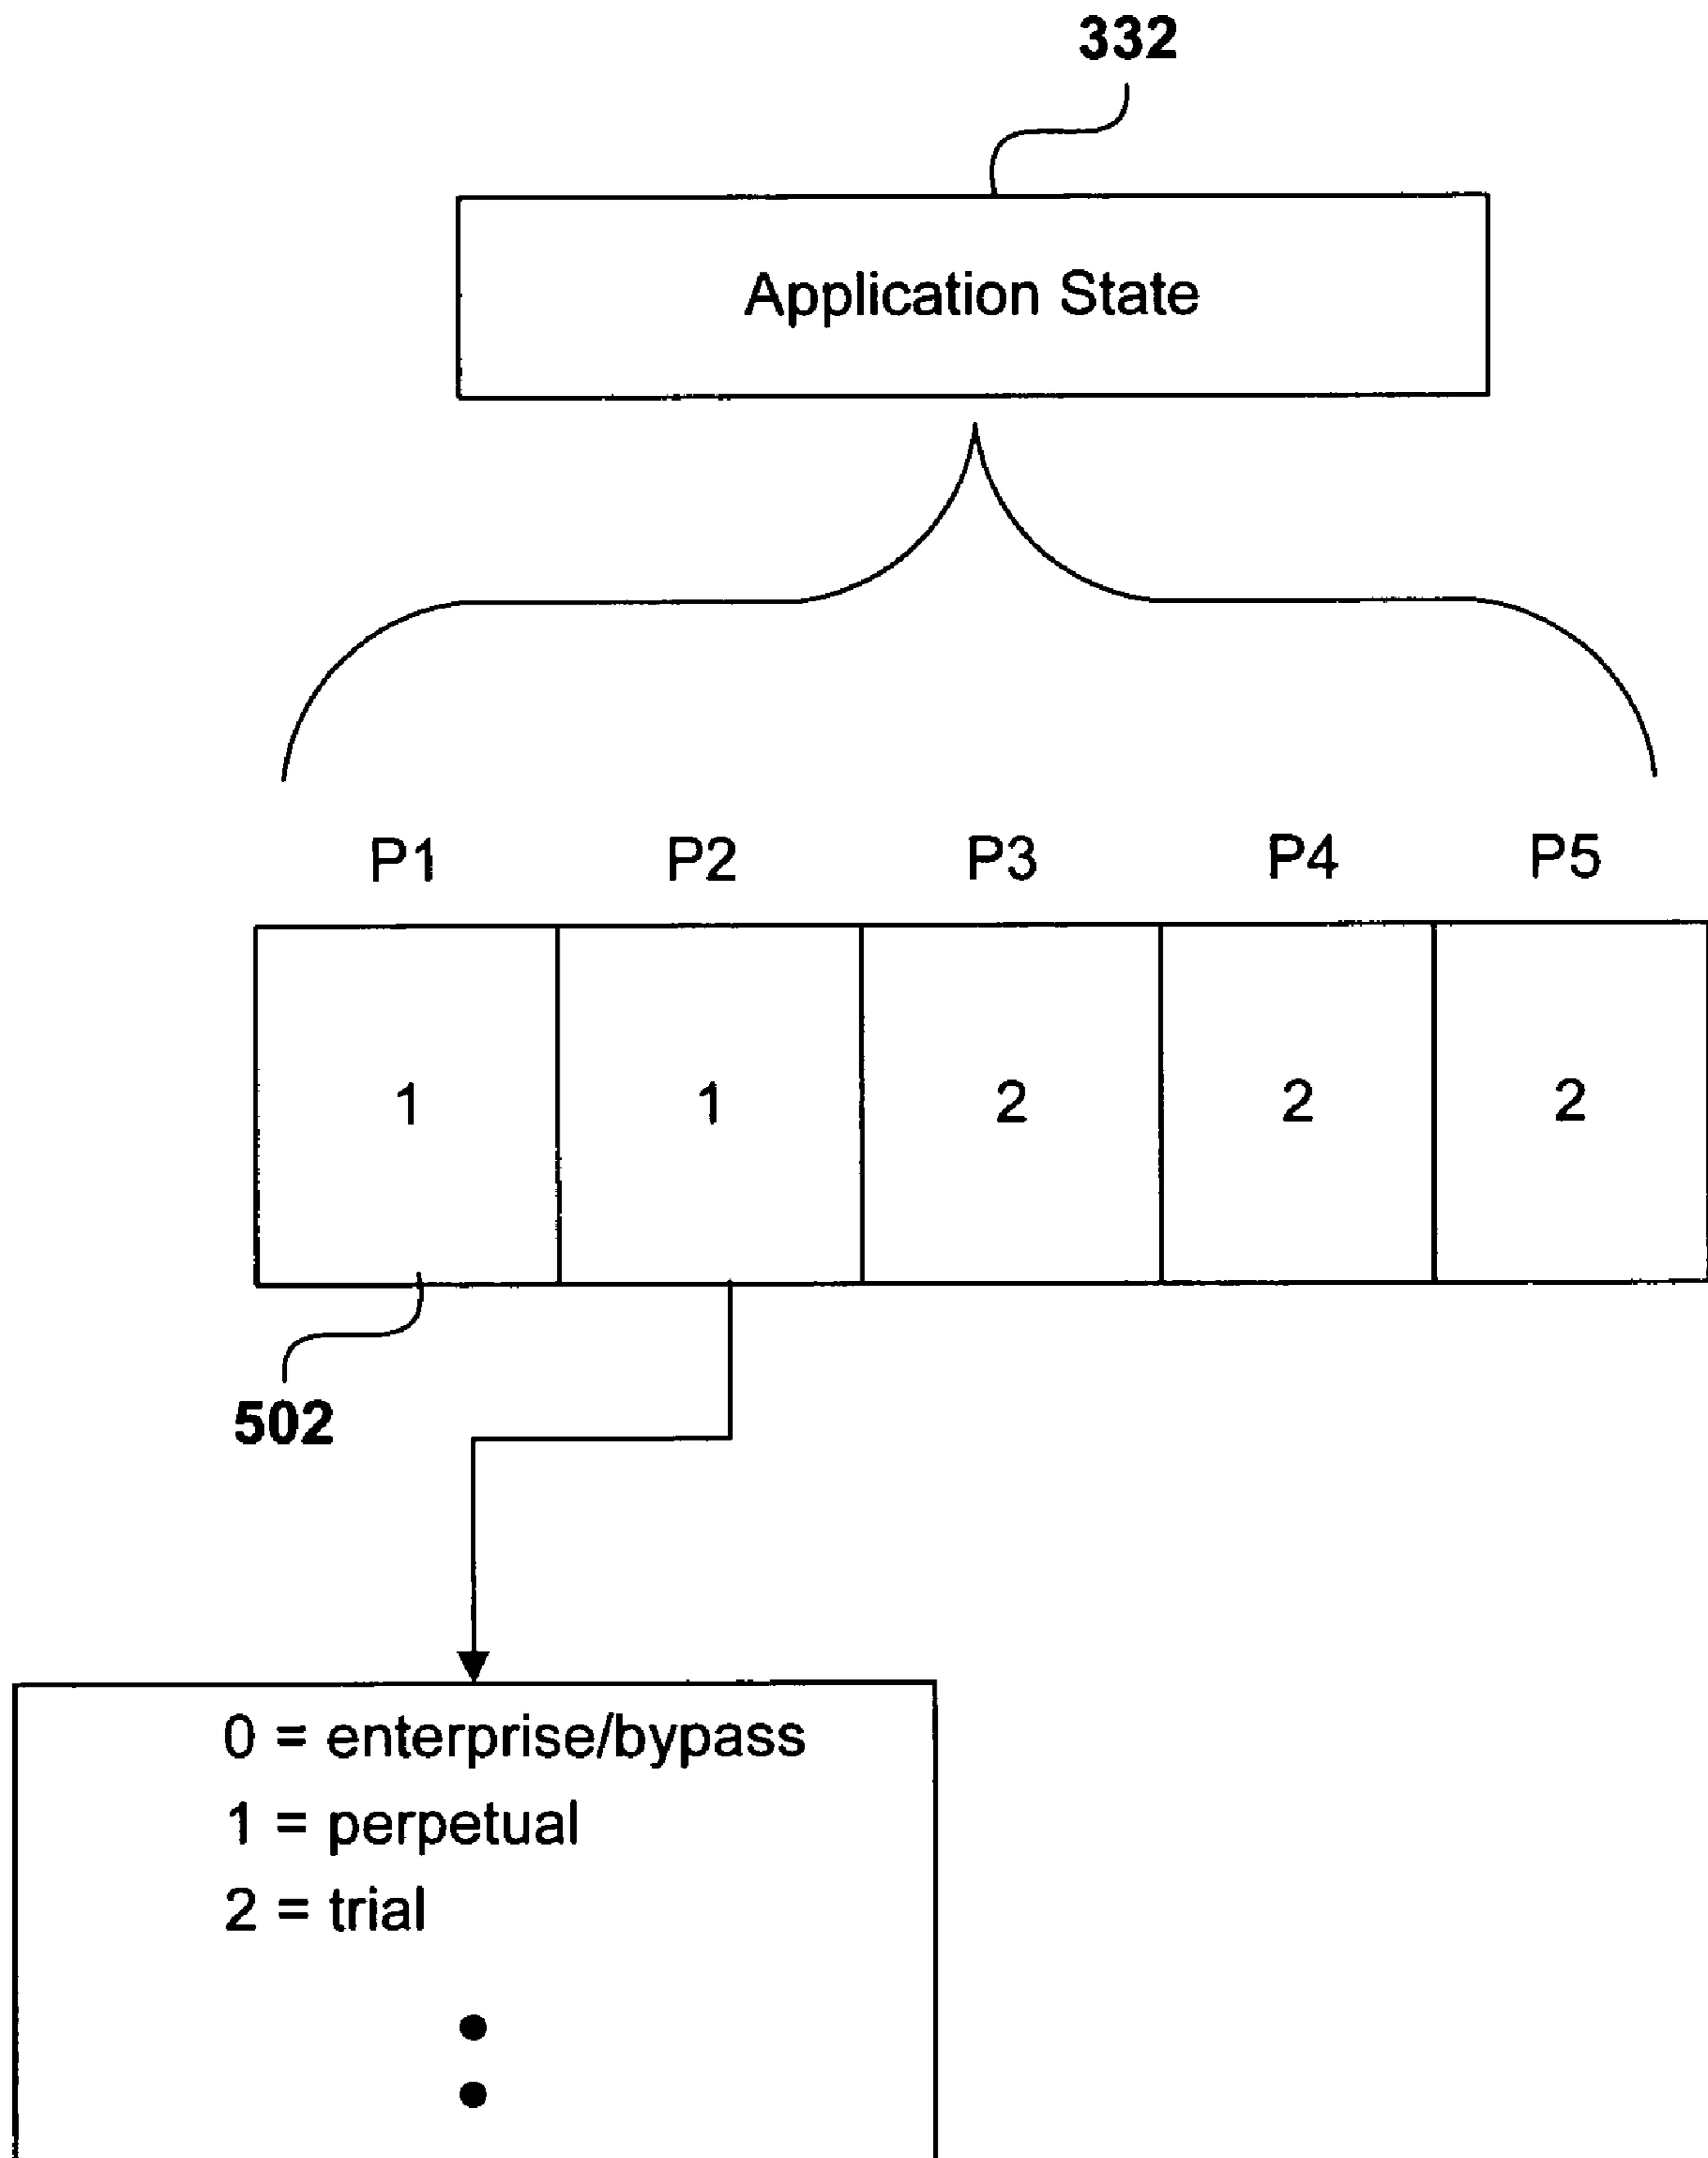 332
Application State
P1 P2 P3 P4 P5
1 1 2 2 2
502
0 = enterprise/bypass
1 = perpetual
2 = trial